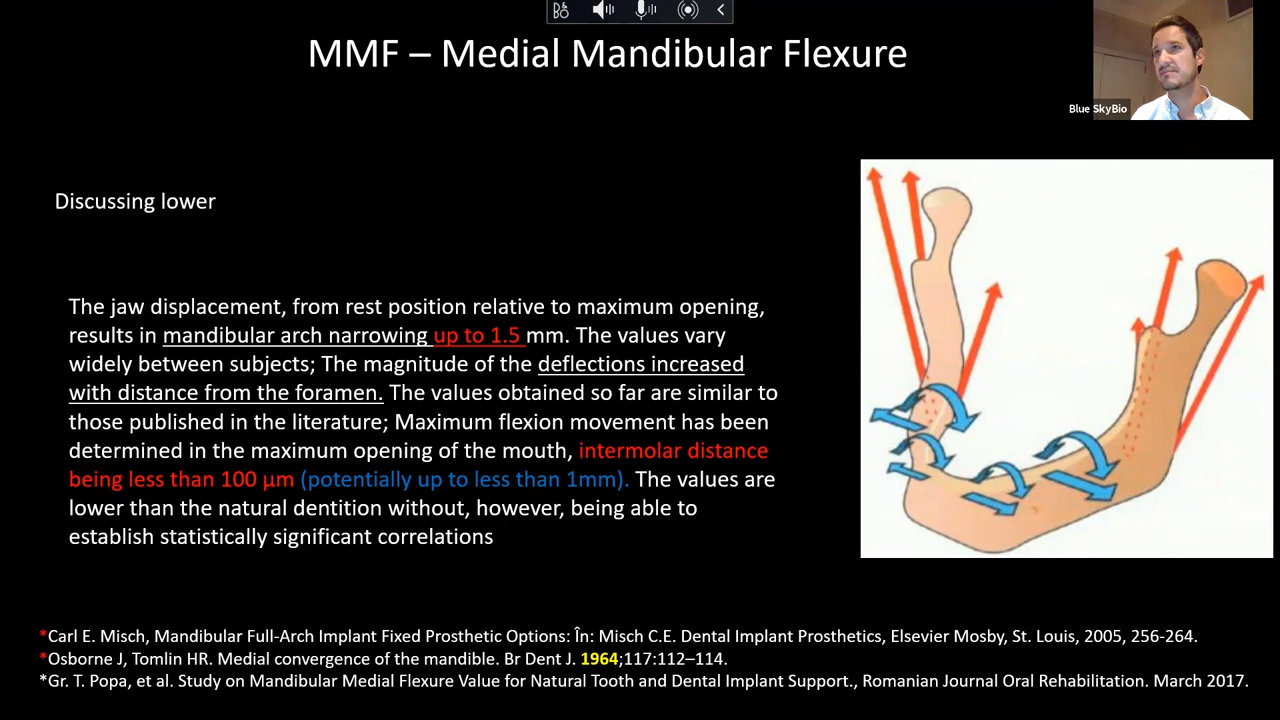 MMF – Medial Mandibular Flexure
Blue SkyBio
Discussing lower
The jaw displacement, from rest position relative to maximum opening,
results in mandibular arch narrowing up to 1.5 mm. The values vary
widely between subjects; The magnitude of the deflections increased
with distance from the foramen. The values obtained so far are similar to
those published in the literature; Maximum flexion movement has been
determined in the maximum opening of the mouth, intermolar distance
being less than 100 μm (potentially up to less than 1mm). The values are
lower than the natural dentition without, however, being able to
establish statistically significant correlations
*Carl E. Misch, Mandibular Full-Arch Implant Fixed Prosthetic Options: În: Misch C.E. Dental Implant Prosthetics, Elsevier Mosby, St. Louis, 2005, 256-264.
*Osborne J, Tomlin HR. Medial convergence of the mandible. Br Dent J. 1964;117:112–114.
*Gr. T. Popa, et al. Study on Mandibular Medial Flexure Value for Natural Tooth and Dental Implant Support., Romanian Journal Oral Rehabilitation. March 2017.